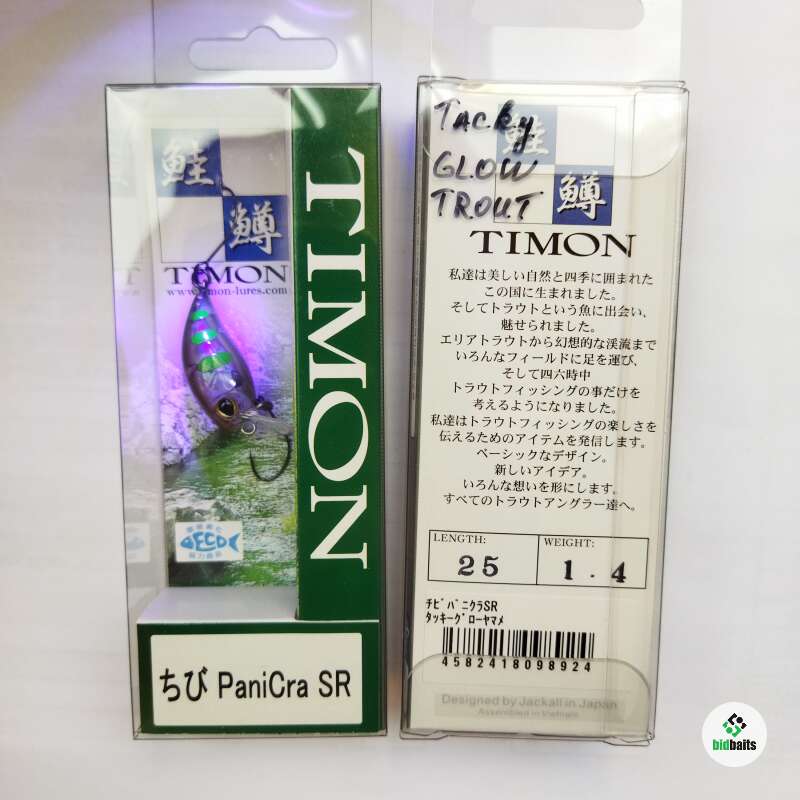 鮭
鱒
TIMON
www.timon-lures.com
TIMON
環境善化
ECO
協力商品
ちび PaniCra SR
Tacky
GLOW
TROUT
鮭
鱒
TIMON
私達は美しい自然と四季に囲まれた
この国に生まれました。
そしてトラウトという魚に出会い、
魅せられました。
エリアトラウトから幻想的な渓流まで
いろんなフィールドに足を運び、
そして四六時中
トラウトフィッシングの事だけを
考えるようになりました。
私達はトラウトフィッシングの楽しさを
伝えるためのアイテムを発信します。
ベーシックなデザイン。
新しいアイデア。
いろんな想いを形にします。
すべてのトラウトアングラー達へ。
LENGTH: WEIGHT:
25 1.4
ﾁﾋﾞﾊﾟﾆｸﾗSR
ﾀｯｷｰｸﾞﾛｰﾔﾏﾒ
4582418098924
Designed by Jackall in Japan
Assembled in Vietnam
bidbaits